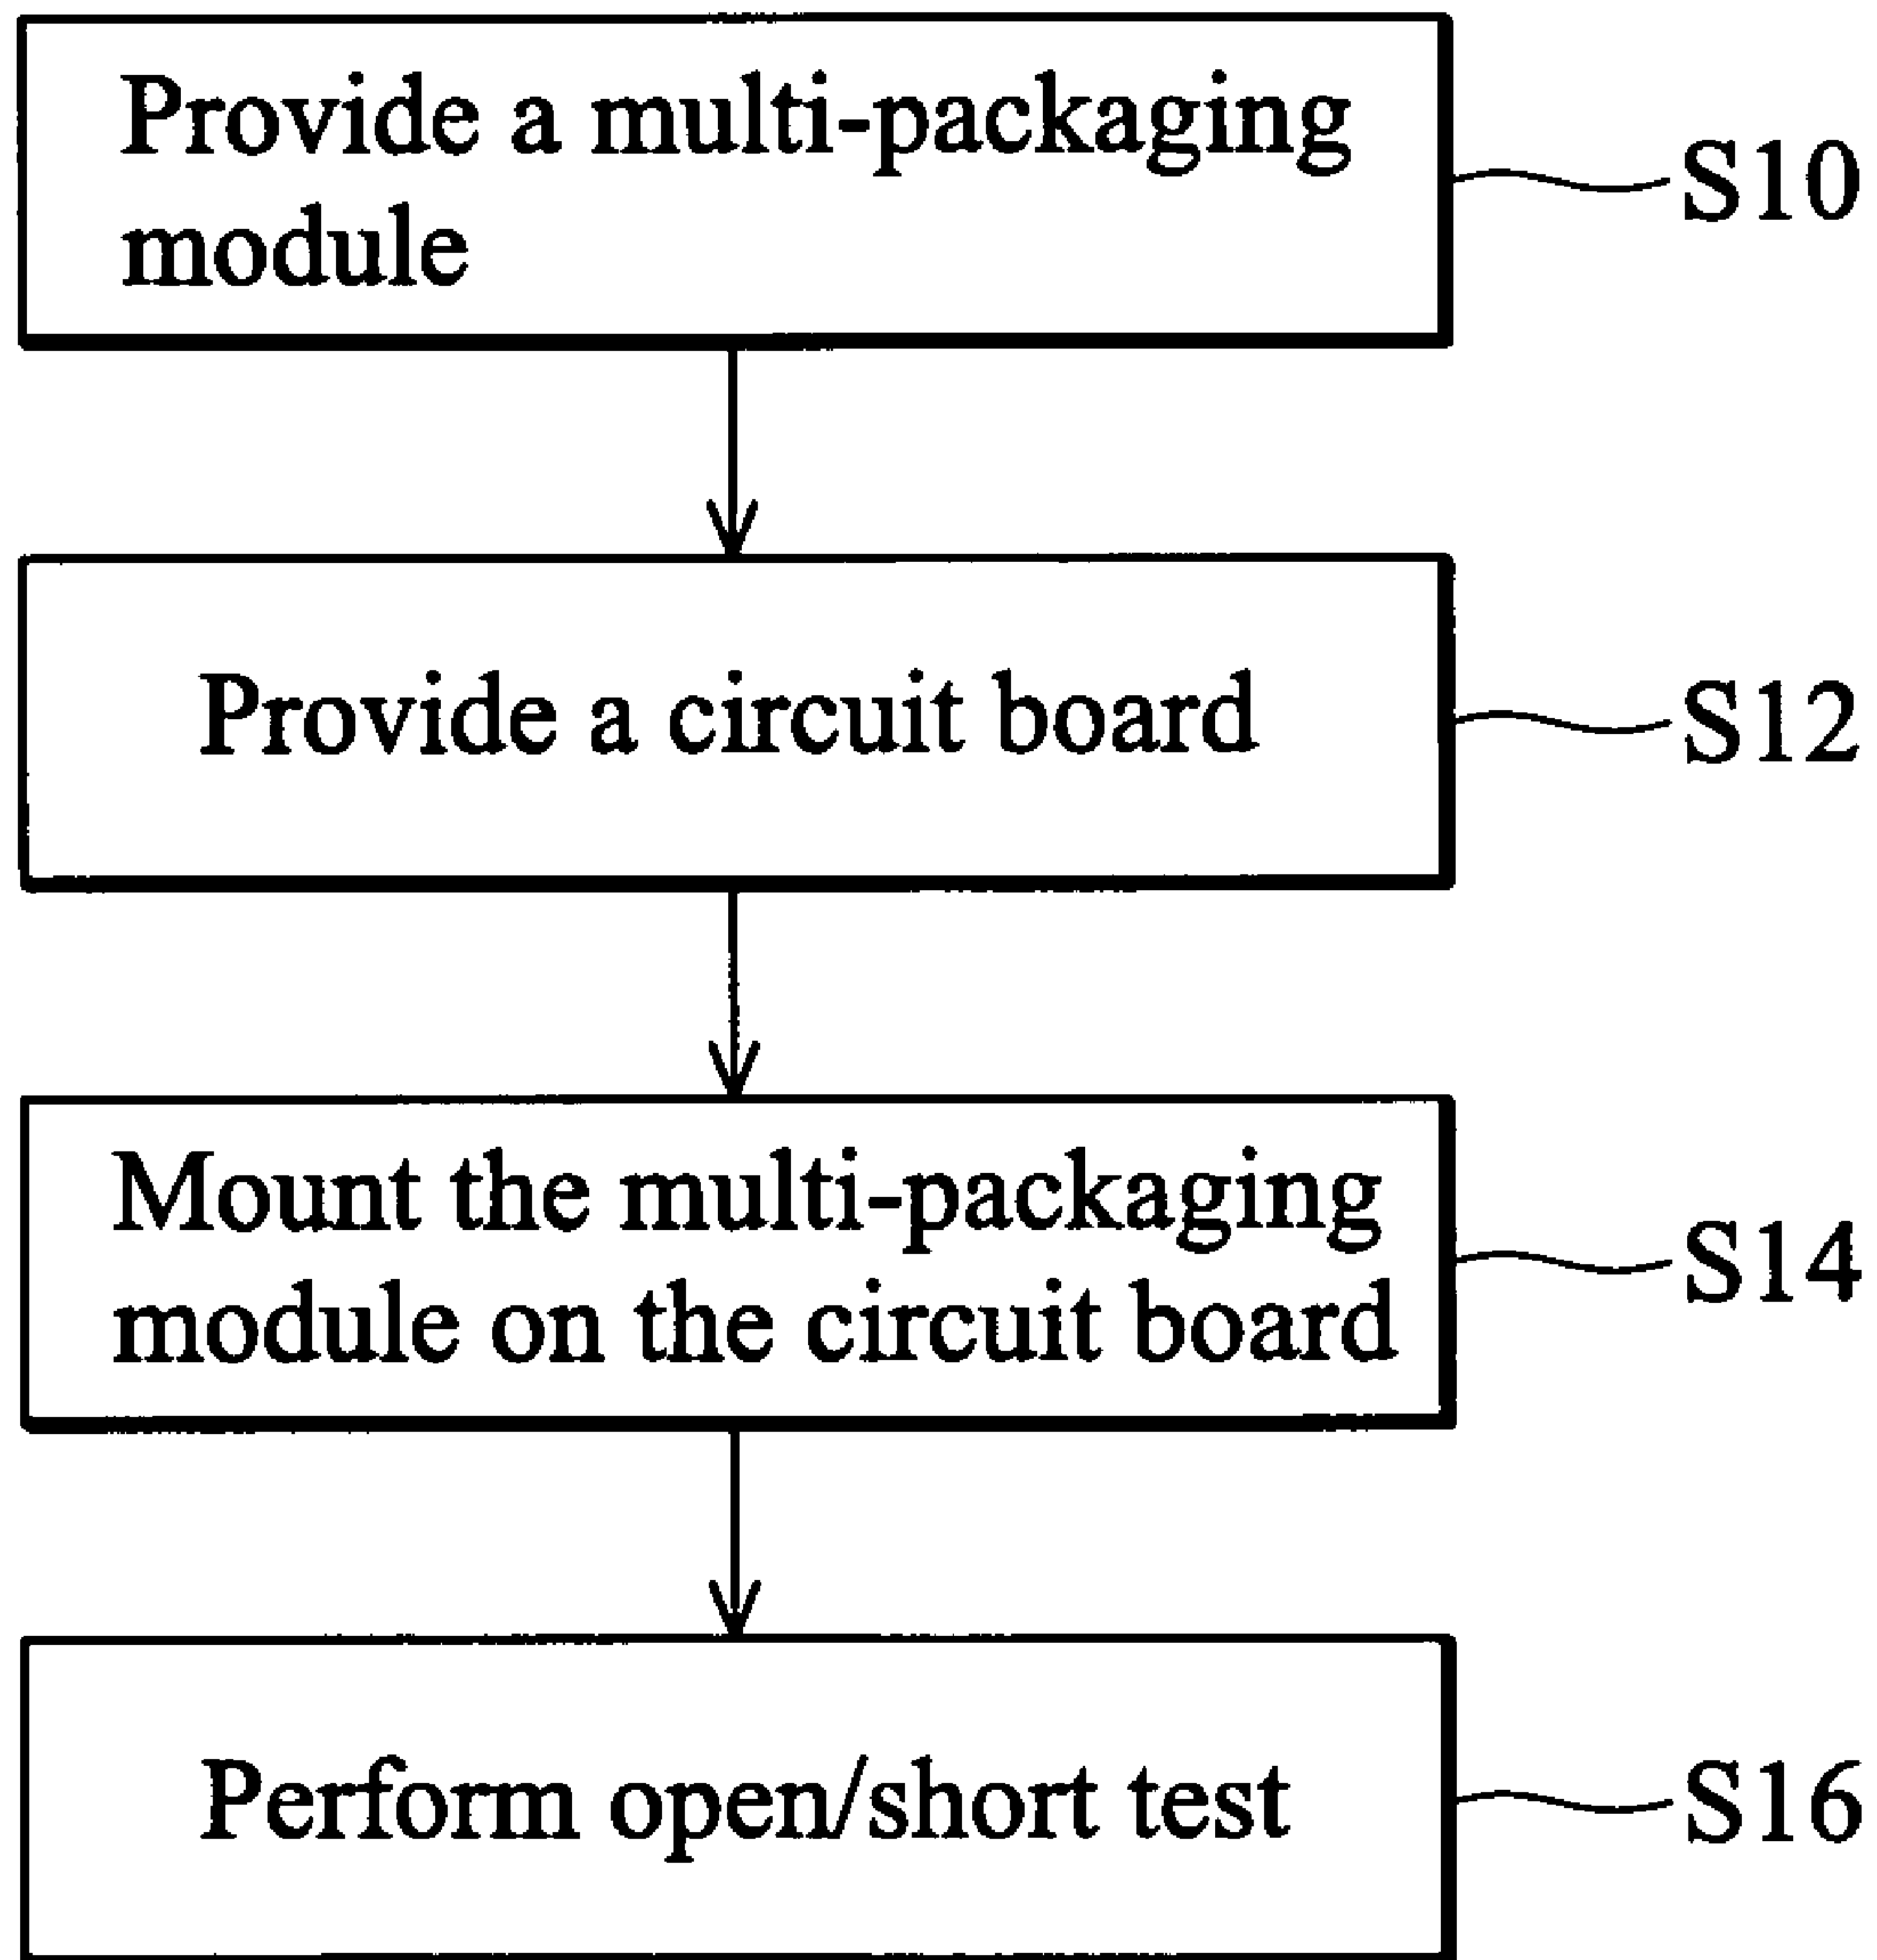 Provide a multi-packaging
module
S10
Provide a circuit board
S12
Mount the multi-packaging
module on the circuit board
S14
Perform open/short test
S16